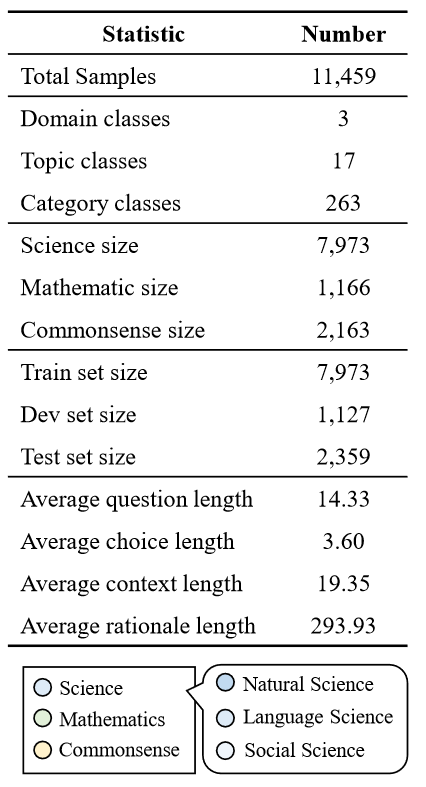 Statistic Number
Total Samples 11,459
Domain classes 3
Topic classes 17
Category classes 263
Science size 7,973
Mathematic size 1,166
Commonsense size 2,163
Train set size 7,973
Dev set size 1,127
Test set size 2,359
Average question length 14.33
Average choice length 3.60
Average context length 19.35
Average rationale length 293.93
Science
Mathematics
Commonsense
Natural Science
Language Science
Social Science